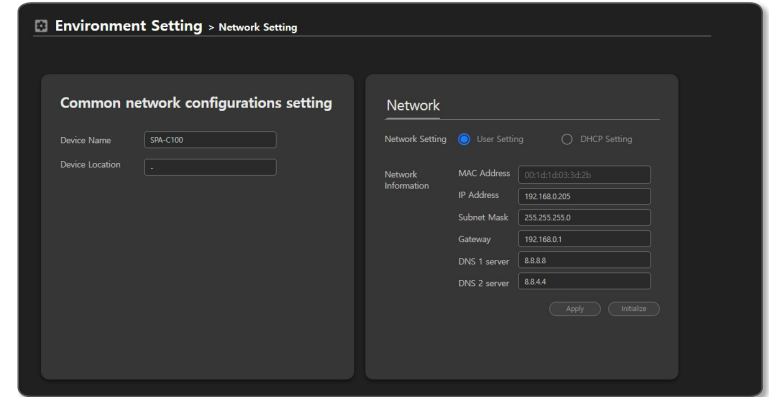 Environment Setting > Network Setting
Common network configurations setting
Device Name SPA-C100
Device Location -
Network
Network Setting User Setting DHCP Setting
Network Information
MAC Address 00:1d:1d:03:3d:2b
IP Address 192.168.0.205
Subnet Mask 255.255.255.0
Gateway 192.168.0.1
DNS 1 server 8.8.8.8
DNS 2 server 8.8.4.4
Apply Initialize